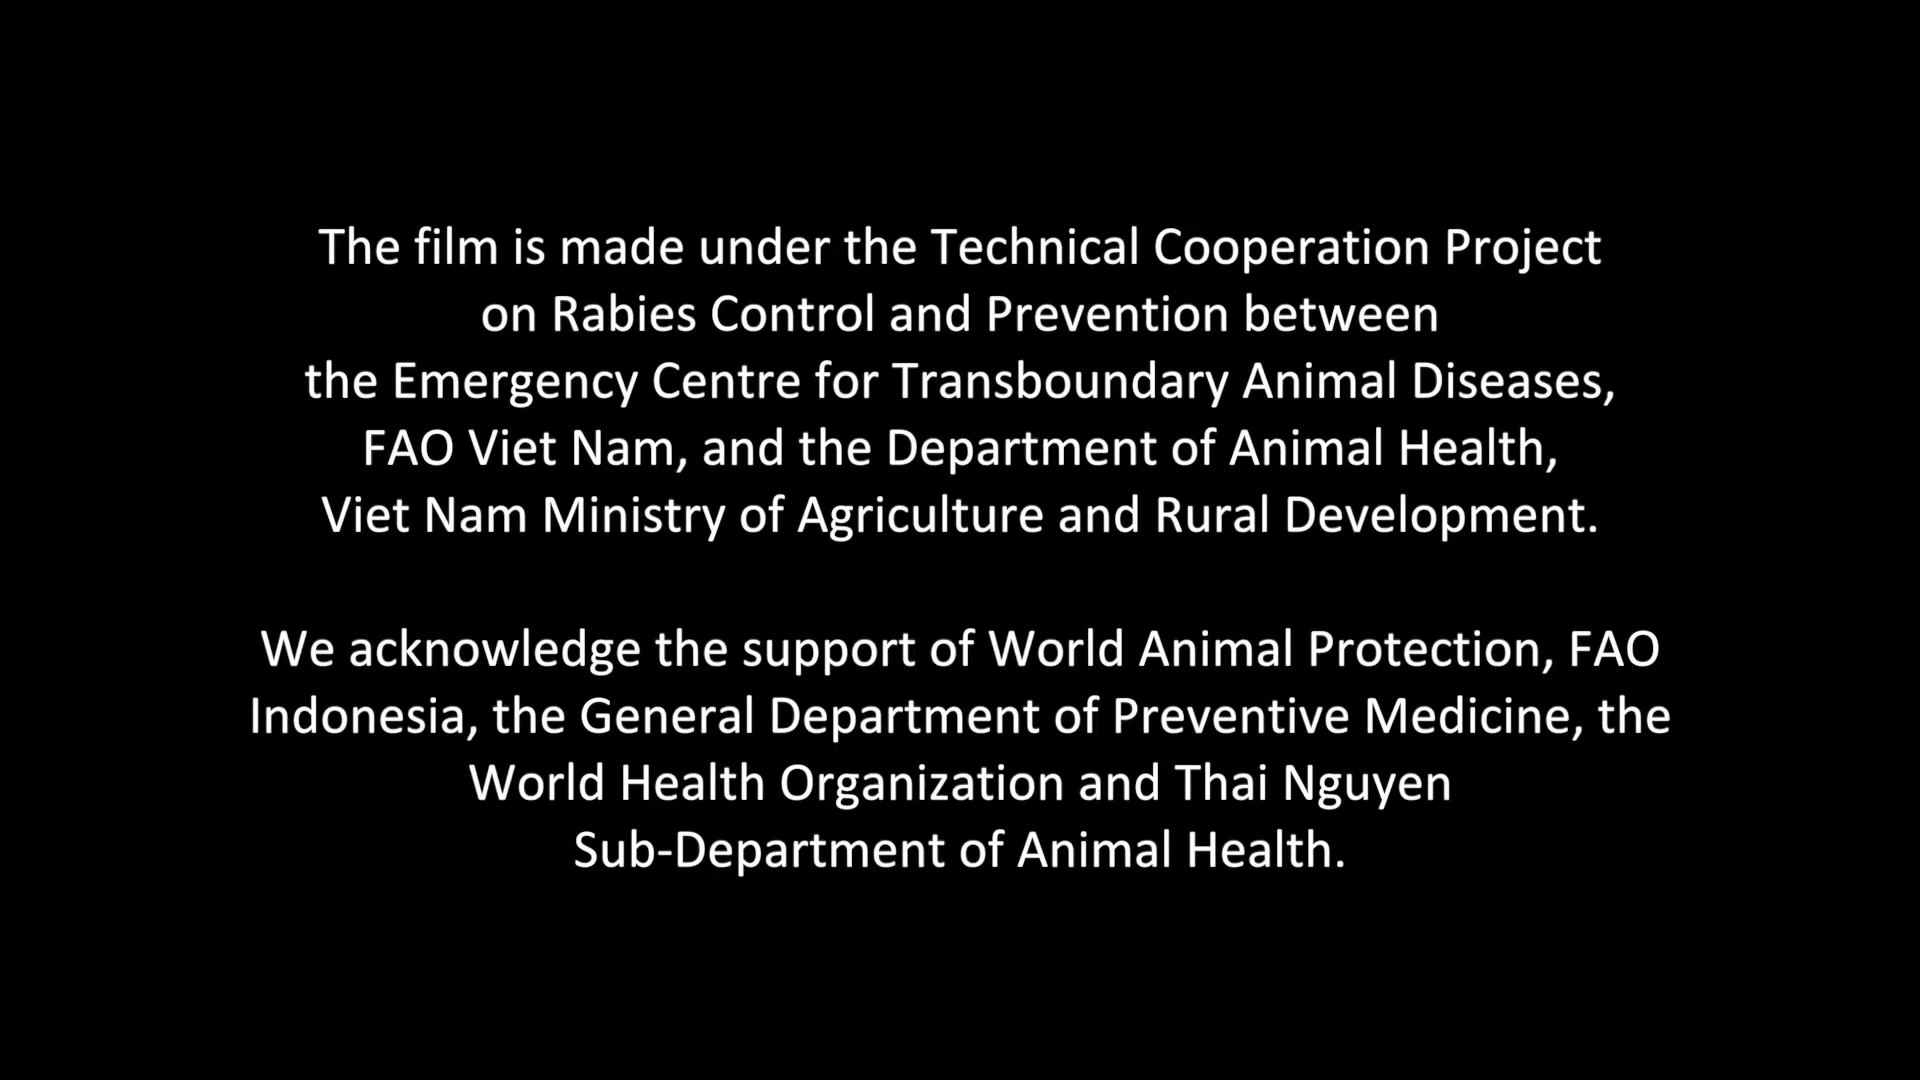 The film is made under the Technical Cooperation Project
on Rabies Control and Prevention between
the Emergency Centre for Transboundary Animal Diseases,
FAO Viet Nam, and the Department of Animal Health,
Viet Nam Ministry of Agriculture and Rural Development.
We acknowledge the support of World Animal Protection, FAO
Indonesia, the General Department of Preventive Medicine, the
World Health Organization and Thai Nguyen
Sub-Department of Animal Health.